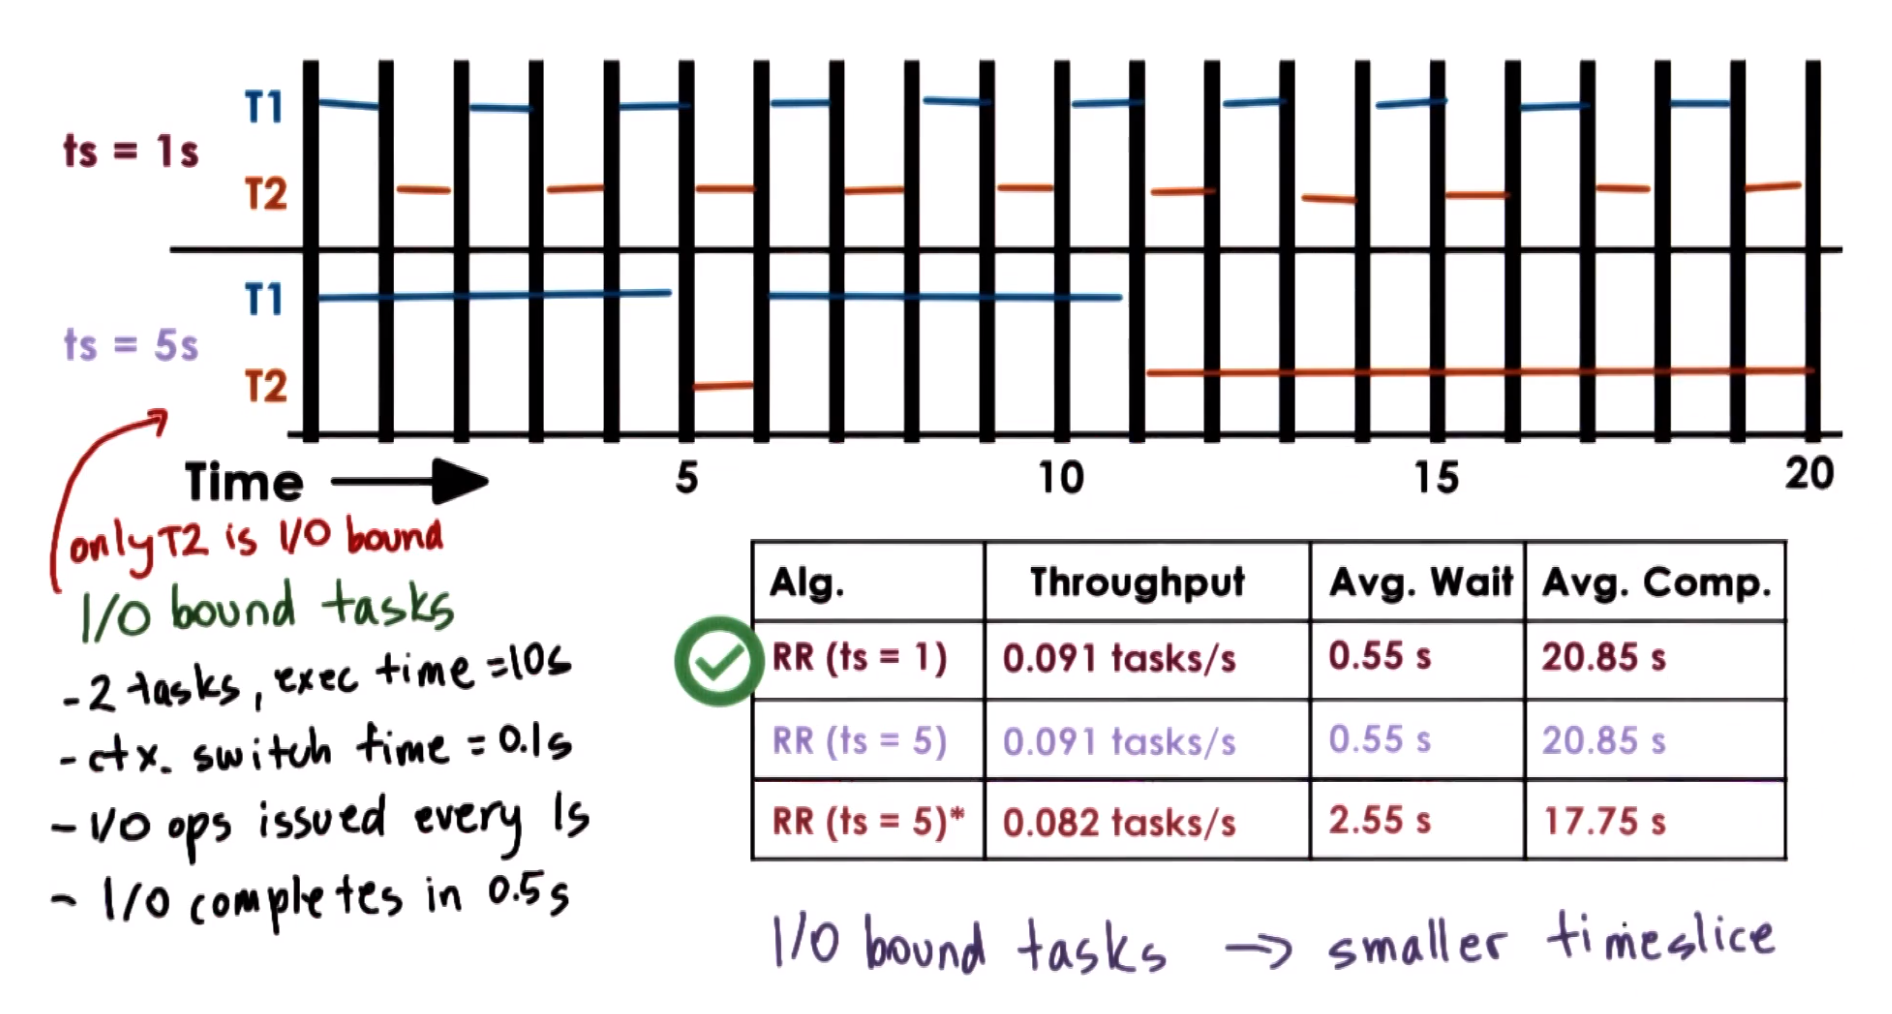 T1
ts = 1s
T2
T1
ts = 5s
T2
Time
5
10
15
20
only T2 is I/O bound
I/O bound tasks
- 2 tasks, exec time = 10s
- ctx. switch time = 0.1s
- I/O ops issued every 1s
- I/O completes in 0.5s
Alg. Throughput Avg. Wait Avg. Comp.
RR (ts = 1) 0.091 tasks/s 0.55 s 20.85 s
RR (ts = 5) 0.091 tasks/s 0.55 s 20.85 s
RR (ts = 5)* 0.082 tasks/s 2.55 s 17.75 s
I/O bound tasks → smaller timeslice